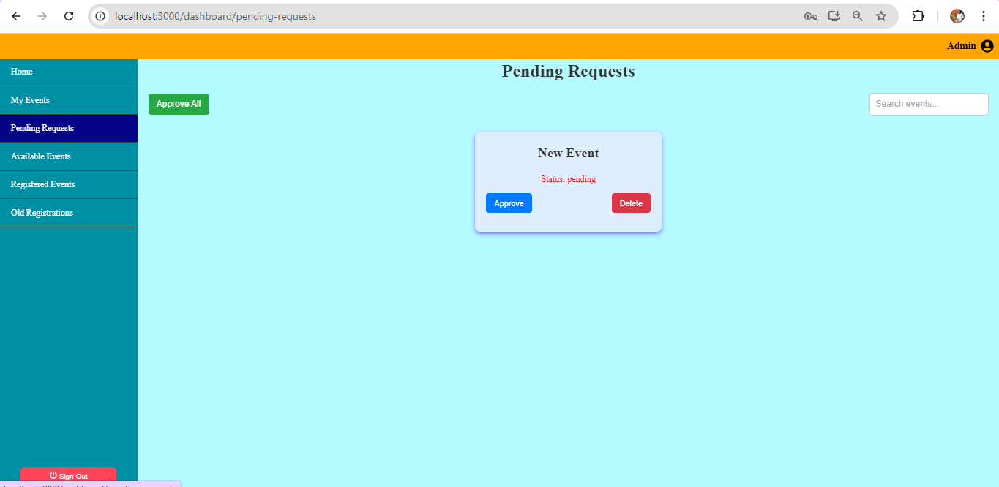 localhost:3000/dashboard/pending-requests
Admin
Home
My Events
Pending Requests
Available Events
Registered Events
Old Registrations
Sign Out
Pending Requests
Approve All
Search events...
New Event
Status: pending
Approve
Delete